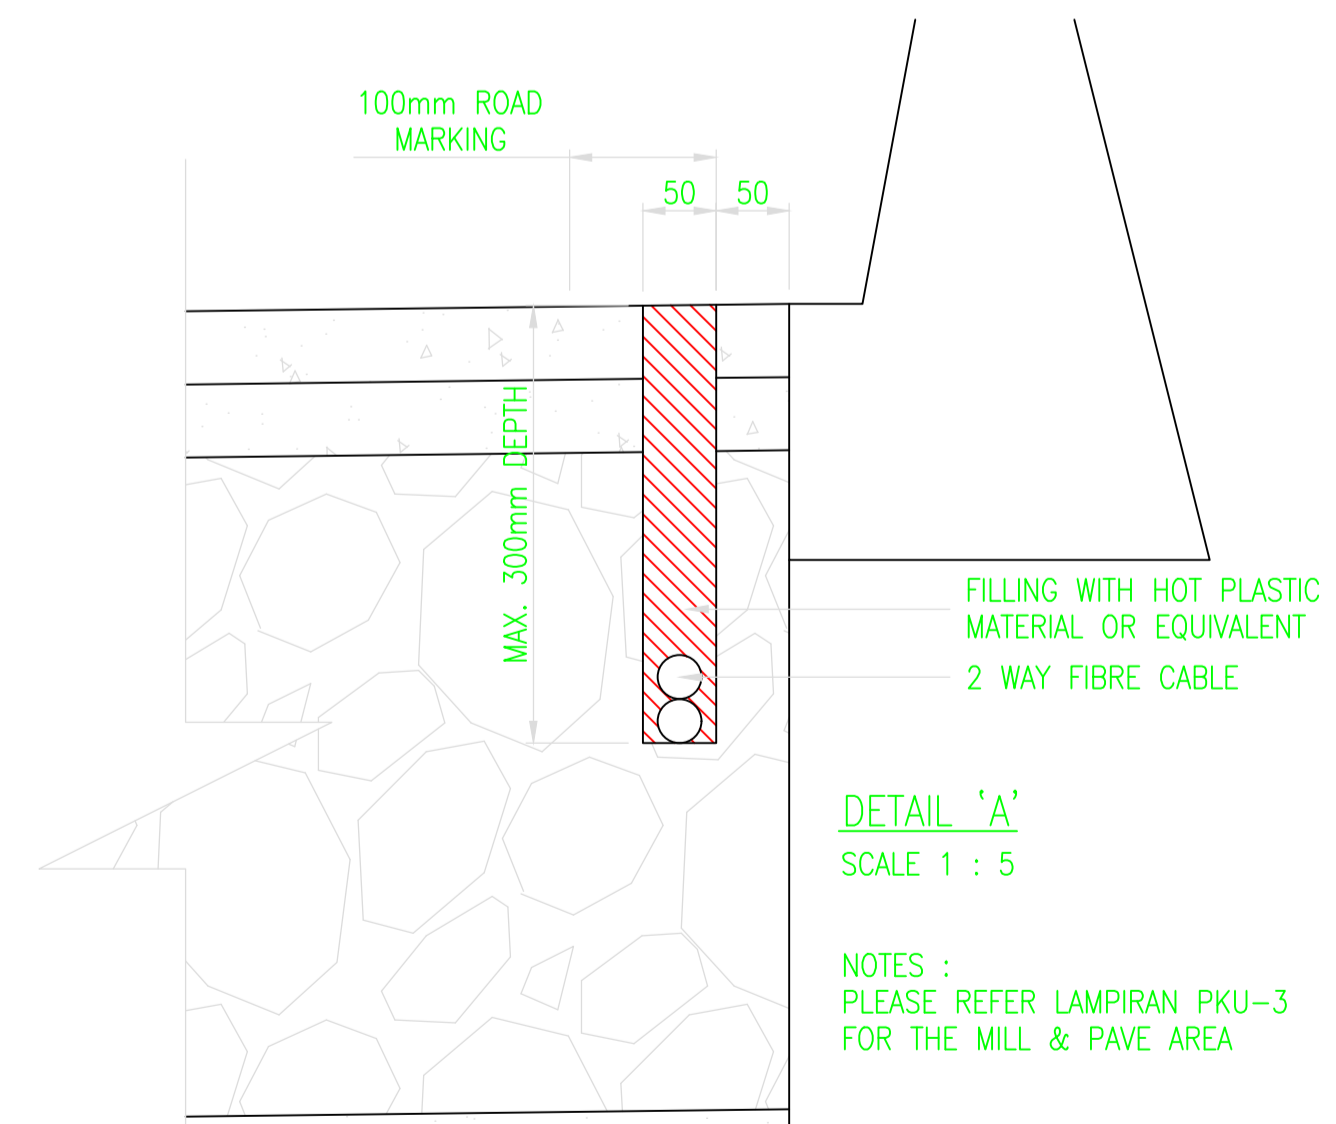 100mm ROAD
MARKING
50 50
MAX. 300mm DEPTH
FILLING WITH HOT PLASTIC
MATERIAL OR EQUIVALENT
2 WAY FIBRE CABLE
DETAIL ‘A’
SCALE 1 : 5
NOTES :
PLEASE REFER LAMPIRAN PKU-3
FOR THE MILL & PAVE AREA